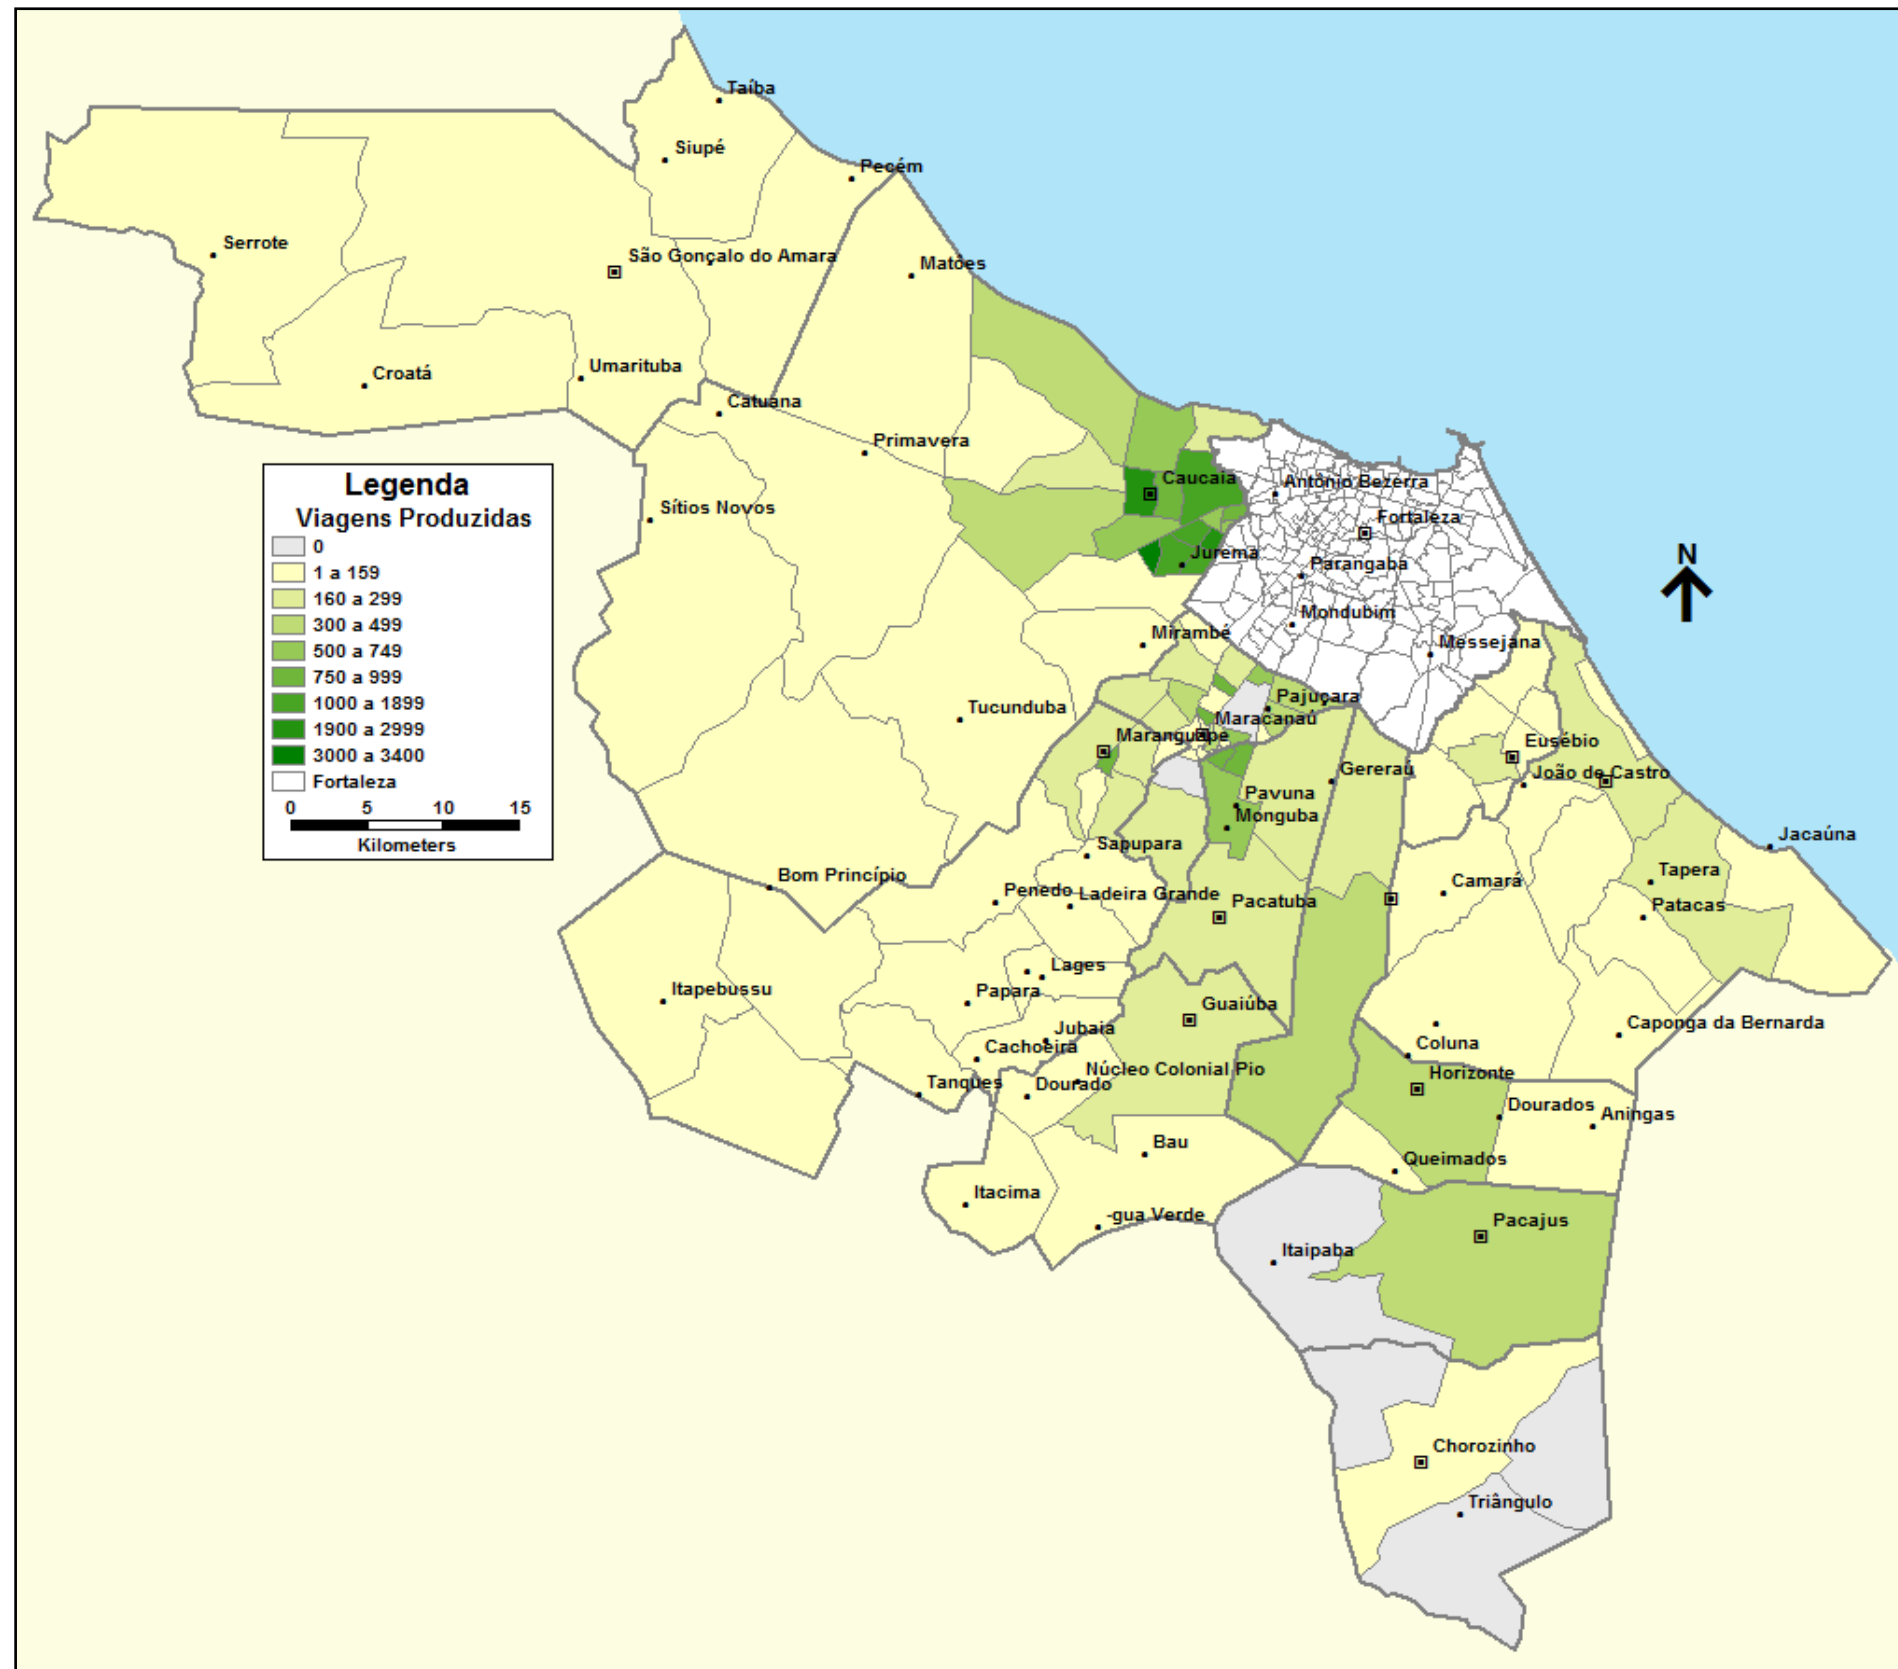 Taíba
Siupé
Pecém
Serrote
São Gonçalo do Amara
Matões
Croatá
Umarituba
Catuana
Primavera
Legenda
Viagens Produzidas
0
1 a 159
160 a 299
300 a 499
500 a 749
750 a 999
1000 a 1899
1900 a 2999
3000 a 3400
Fortaleza
0 5 10 15
Kilometers
Caucaia
Antônio Bezerra
Sítios Novos
Fortaleza
N
Jurema
Parangaba
Mondubim
Mirambé
Messejana
Tucunduba
Pajuçara
Maracanaú
Maranguape
Eusébio
Gereraú
João de Castro
Pavuna
Monguba
Jacaúna
Sapupara
Bom Princípio
Tapera
Camará
Penedo
Ladeira Grande
Pacatuba
Patacas
Lages
Itapebussu
Papara
Guaiúba
Caponga da Bernarda
Jubaia
Coluna
Cachoeira
Núcleo Colonial Pio
Horizonte
Tanques
Dourado
Dourados
Aningas
Bau
Queimados
Itacima
-gua Verde
Pacajus
Itaipaba
Chorozinho
Triângulo